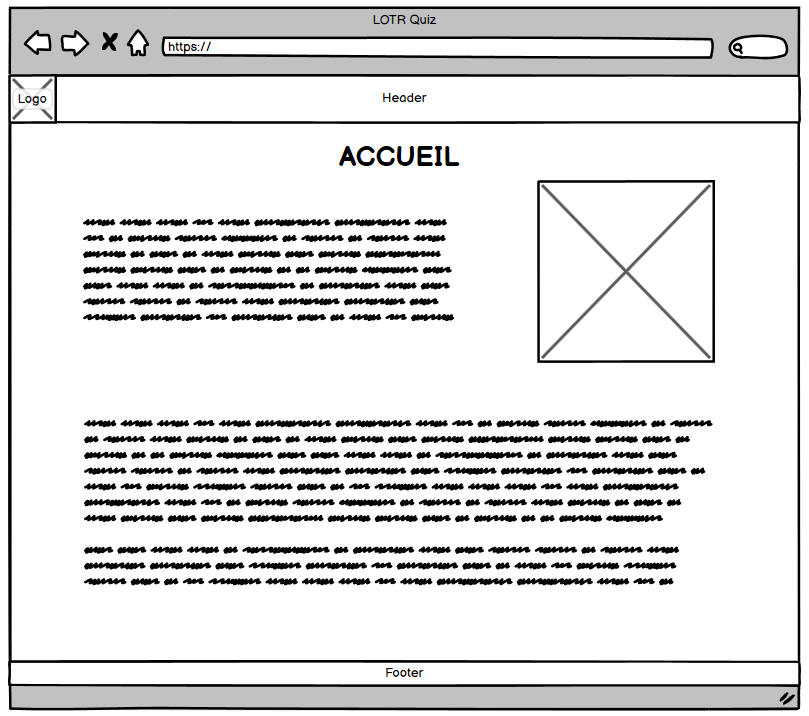 LOTR Quiz
https://
Logo
Header
ACCUEIL
Footer